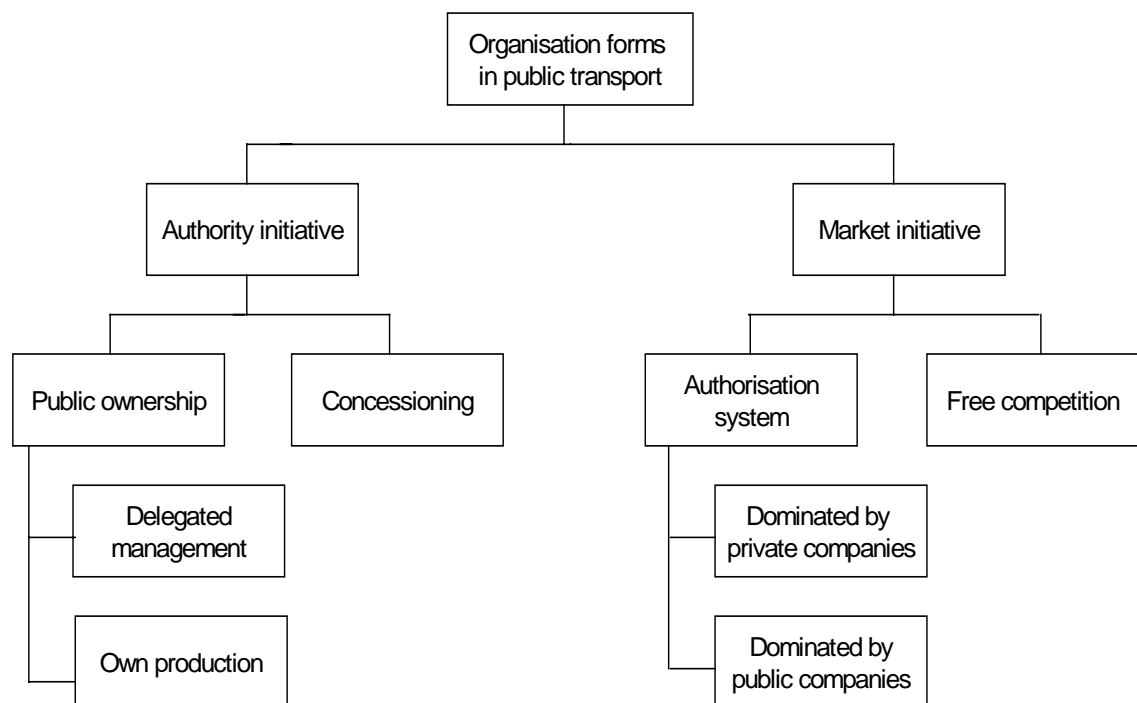 Organisation forms
in public transport
Authority initiative
Market initiative
Public ownership
Concessioning
Authorisation
system
Free competition
Delegated
management
Dominated by
private companies
Own production
Dominated by
public companies